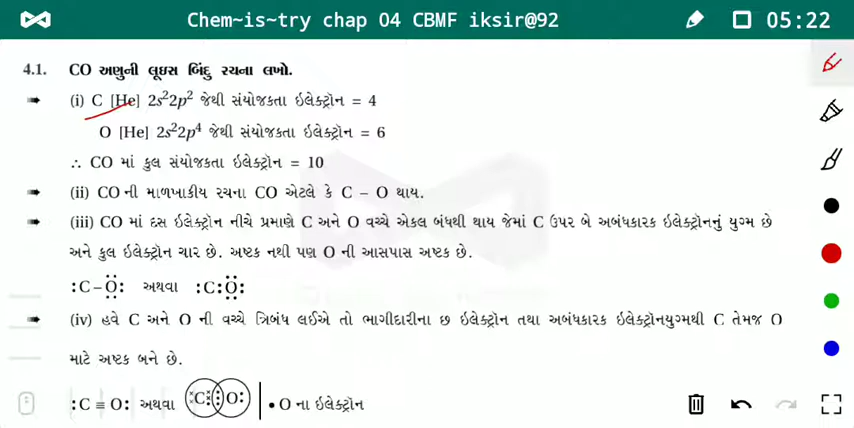 Chem~is~try chap 04 CBMF iksir@92
05:22
4.1. CO અણુની લૂઇસ બિંદુ રચના લખો.
➡ (i) C [He] 2s²2p² જેથી સંયોજકતા ઇલેક્ટ્રૉન = 4
O [He] 2s²2p⁴ જેથી સંયોજકતા ઇલેક્ટ્રૉન = 6
∴ CO માં કુલ સંયોજકતા ઇલેક્ટ્રૉન = 10
➡ (ii) CO ની માળખાકીય રચના CO એટલે કે C – O થાય.
➡ (iii) CO માં દસ ઇલેક્ટ્રૉન નીચે પ્રમાણે C અને O વચ્ચે એકલ બંધથી થાય જેમાં C ઉપર બે અબંધકારક ઇલેક્ટ્રૉનનું યુગ્મ છે
અને કુલ ઇલેક્ટ્રૉન ચાર છે. અષ્ટક નથી પણ O ની આસપાસ અષ્ટક છે.
:C–Ö̤: અથવા :C:Ö̤:
➡ (iv) હવે C અને O ની વચ્ચે ત્રિબંધ લઈએ તો ભાગીદારીના છ ઇલેક્ટ્રૉન તથા અબંધકારક ઇલેક્ટ્રૉનયુગ્મથી C તેમજ O
માટે અષ્ટક બને છે.
:C ≡ O: અથવા ×̣C×̣ O: | • O ના ઇલેક્ટ્રૉન